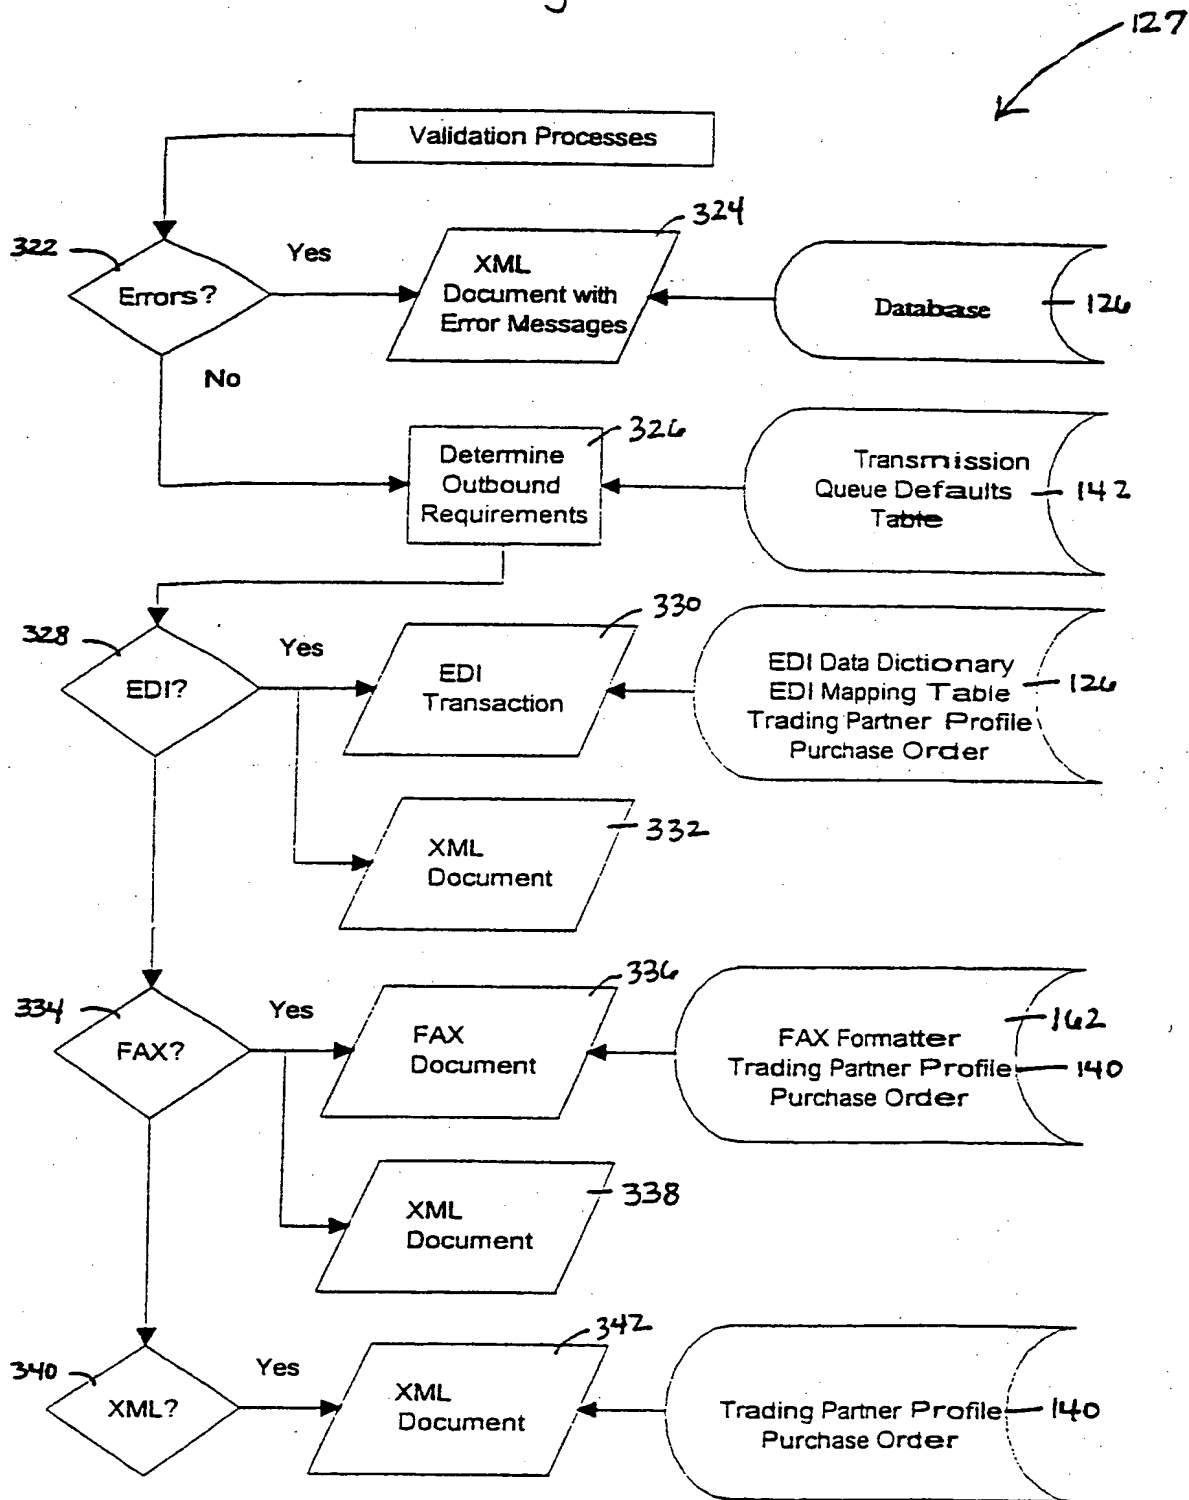 127
Validation Processes
324
322
Yes
Errors?
XML
Document with
Error Messages
Database
126
No
326
Determine
Outbound
Requirements
Transmission
Queue Defaults
Table
142
330
328
Yes
EDI?
EDI
Transaction
EDI Data Dictionary
EDI Mapping Table
Trading Partner Profile
Purchase Order
126
332
XML
Document
336
334
Yes
FAX?
FAX
Document
162
FAX Formatter
Trading Partner Profile
Purchase Order
140
338
XML
Document
342
340
Yes
XML?
XML
Document
Trading Partner Profile
Purchase Order
140